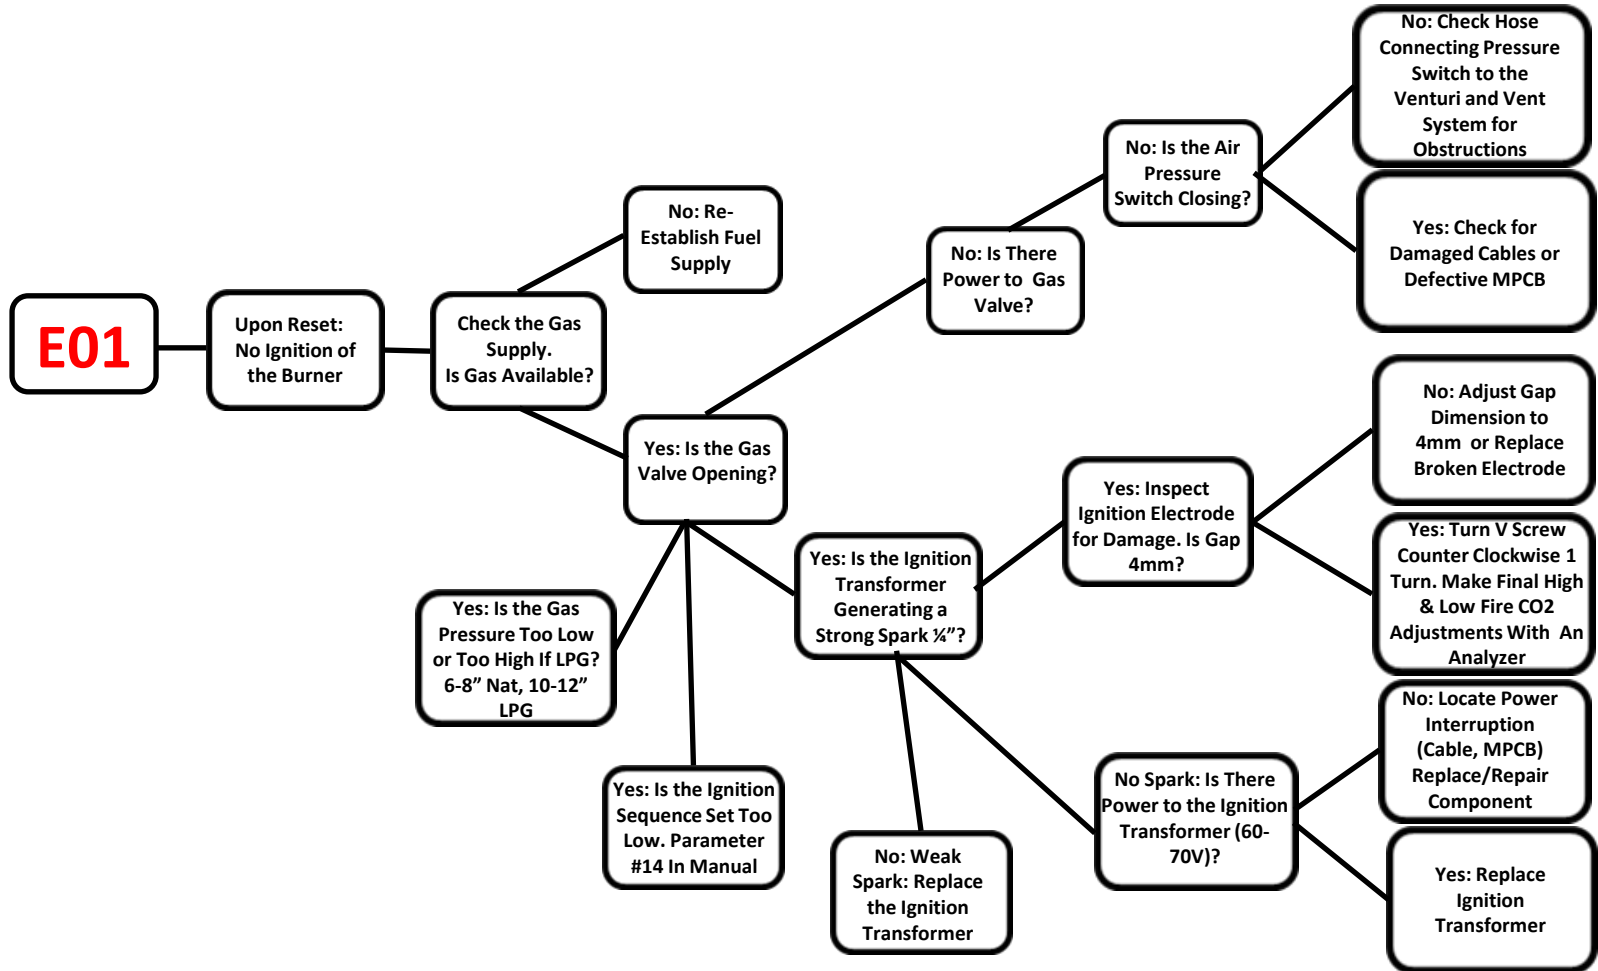 E01
Upon Reset:
No Ignition of
the Burner
Check the Gas
Supply.
Is Gas Available?
No: Re-
Establish Fuel
Supply
Yes: Is the Gas
Valve Opening?
No: Is There
Power to Gas
Valve?
No: Is the Air
Pressure
Switch Closing?
No: Check Hose
Connecting Pressure
Switch to the
Venturi and Vent
System for
Obstructions
Yes: Check for
Damaged Cables or
Defective MPCB
Yes: Is the Gas
Pressure Too Low
or Too High If LPG?
6-8” Nat, 10-12”
LPG
Yes: Is the Ignition
Sequence Set Too
Low. Parameter
#14 In Manual
Yes: Is the Ignition
Transformer
Generating a
Strong Spark ¼”?
Yes: Inspect
Ignition Electrode
for Damage. Is Gap
4mm?
No: Adjust Gap
Dimension to
4mm or Replace
Broken Electrode
Yes: Turn V Screw
Counter Clockwise 1
Turn. Make Final High
& Low Fire CO2
Adjustments With An
Analyzer
No: Weak
Spark: Replace
the Ignition
Transformer
No Spark: Is There
Power to the Ignition
Transformer (60-
70V)?
No: Locate Power
Interruption
(Cable, MPCB)
Replace/Repair
Component
Yes: Replace
Ignition
Transformer